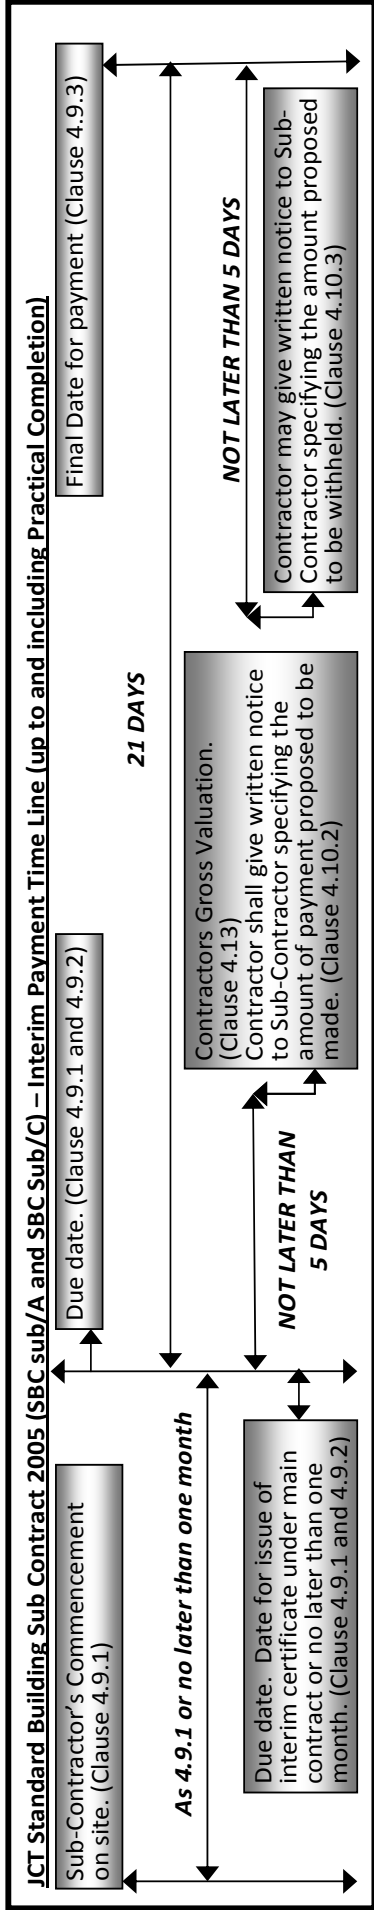 JCT Standard Building Sub Contract 2005 (SBC sub/A and SBC Sub/C) – Interim Payment Time Line (up to and including Practical Completion)
Sub-Contractor’s Commencement
on site. (Clause 4.9.1)
Due date. (Clause 4.9.1 and 4.9.2)
Final Date for payment (Clause 4.9.3)
21 DAYS
As 4.9.1 or no later than one month
NOT LATER THAN
5 DAYS
NOT LATER THAN 5 DAYS
Due date.  Date for issue of
interim certificate under main
contract or no later than one
month. (Clause 4.9.1 and 4.9.2)
Contractors Gross Valuation.
(Clause 4.13)
Contractor shall give written notice
to Sub-Contractor specifying the
amount of payment proposed to be
made. (Clause 4.10.2)
Contractor may give written notice to Sub-
Contractor specifying the amount proposed
to be withheld. (Clause 4.10.3)